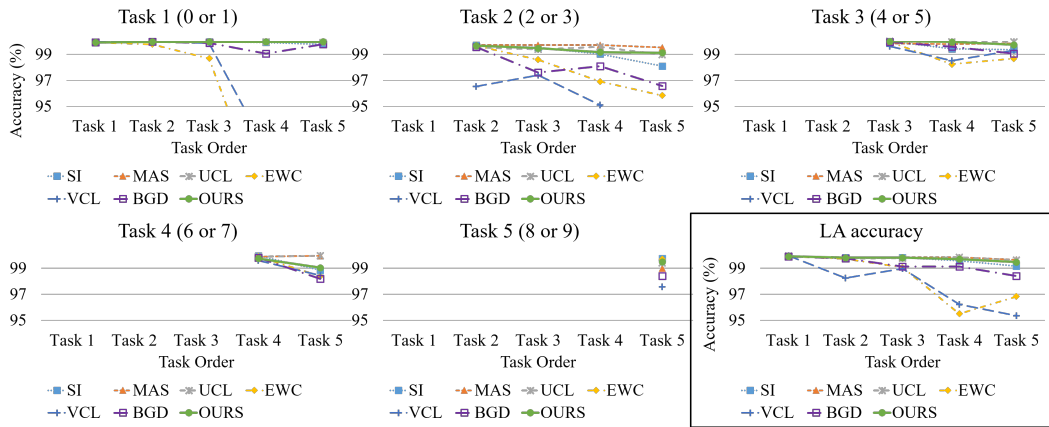 Task 1 (0 or 1)
Accuracy (%)
99
97
95
Task 1 Task 2 Task 3 Task 4 Task 5
Task Order
SI MAS UCL EWC
VCL BGD OURS
Task 2 (2 or 3)
99
97
95
Task 1 Task 2 Task 3 Task 4 Task 5
Task Order
SI MAS UCL EWC
VCL BGD OURS
Task 3 (4 or 5)
99
97
95
Task 1 Task 2 Task 3 Task 4 Task 5
Task Order
SI MAS UCL EWC
VCL BGD OURS
Task 4 (6 or 7)
99
97
95
Task 1 Task 2 Task 3 Task 4 Task 5
Task Order
SI MAS UCL EWC
VCL BGD OURS
Task 5 (8 or 9)
99
97
95
Task 1 Task 2 Task 3 Task 4 Task 5
Task Order
SI MAS UCL EWC
VCL BGD OURS
LA accuracy
Accuracy (%)
99
97
95
Task 1 Task 2 Task 3 Task 4 Task 5
Task Order
SI MAS UCL EWC
VCL BGD OURS